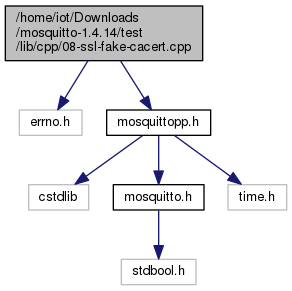 /home/iot/Downloads
/mosquitto-1.4.14/test
/lib/cpp/08-ssl-fake-cacert.cpp
errno.h
mosquittopp.h
cstdlib
mosquitto.h
time.h
stdbool.h